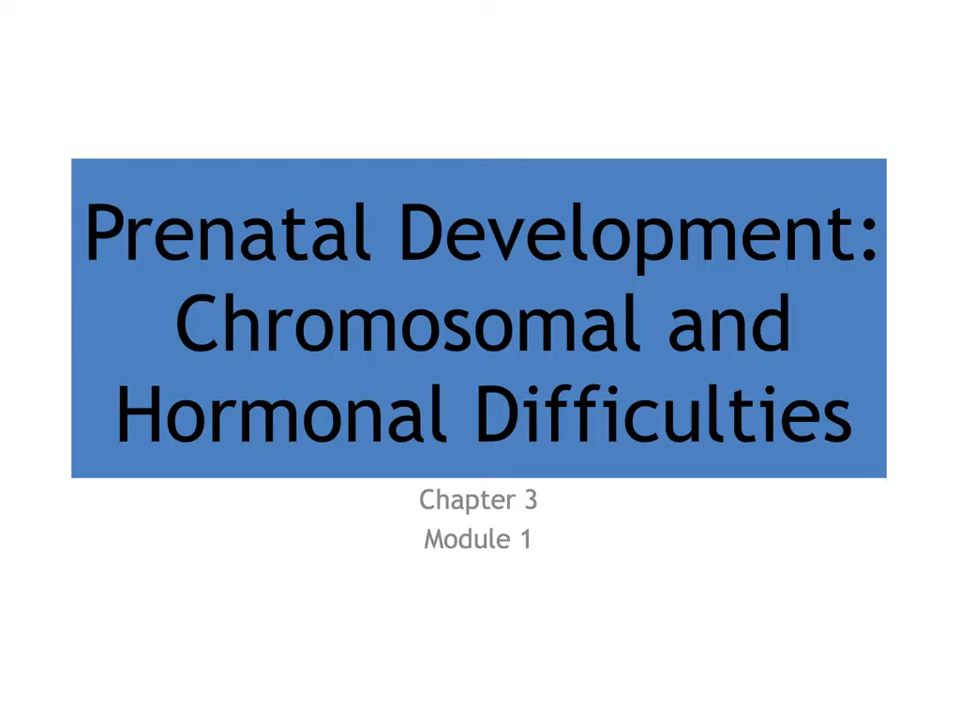 Prenatal Development:
Chromosomal and
Hormonal Difficulties
Chapter 3
Module 1